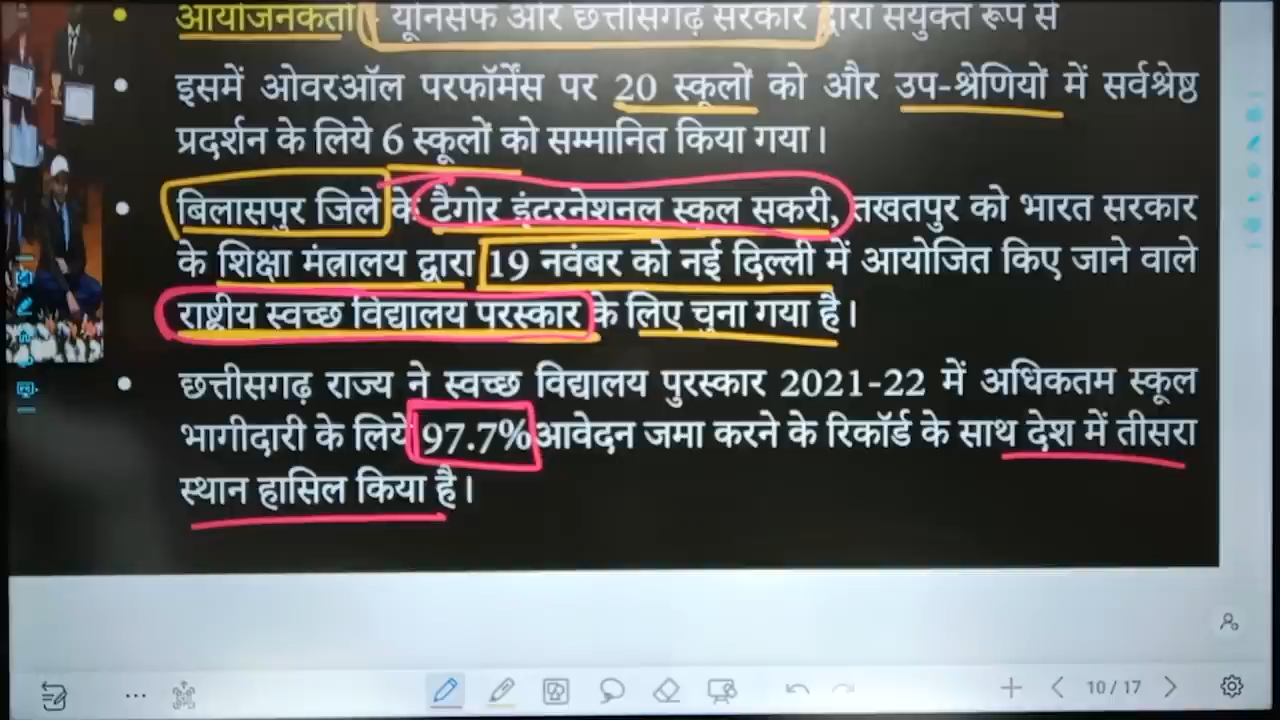 आयोजनकर्ता - यूनिसेफ और छत्तीसगढ़ सरकार द्वारा संयुक्त रूप से
• इसमें ओवरऑल परफॉर्मेंस पर 20 स्कूलों को और उप-श्रेणियों में सर्वश्रेष्ठ
प्रदर्शन के लिये 6 स्कूलों को सम्मानित किया गया।
• बिलासपुर जिले के टैगोर इंटरनेशनल स्कूल सकरी, तखतपुर को भारत सरकार
के शिक्षा मंत्रालय द्वारा 19 नवंबर को नई दिल्ली में आयोजित किए जाने वाले
राष्ट्रीय स्वच्छ विद्यालय पुरस्कार के लिए चुना गया है।
• छत्तीसगढ़ राज्य ने स्वच्छ विद्यालय पुरस्कार 2021-22 में अधिकतम स्कूल
भागीदारी के लिये 97.7% आवेदन जमा करने के रिकॉर्ड के साथ देश में तीसरा
स्थान हासिल किया है।
10 / 17